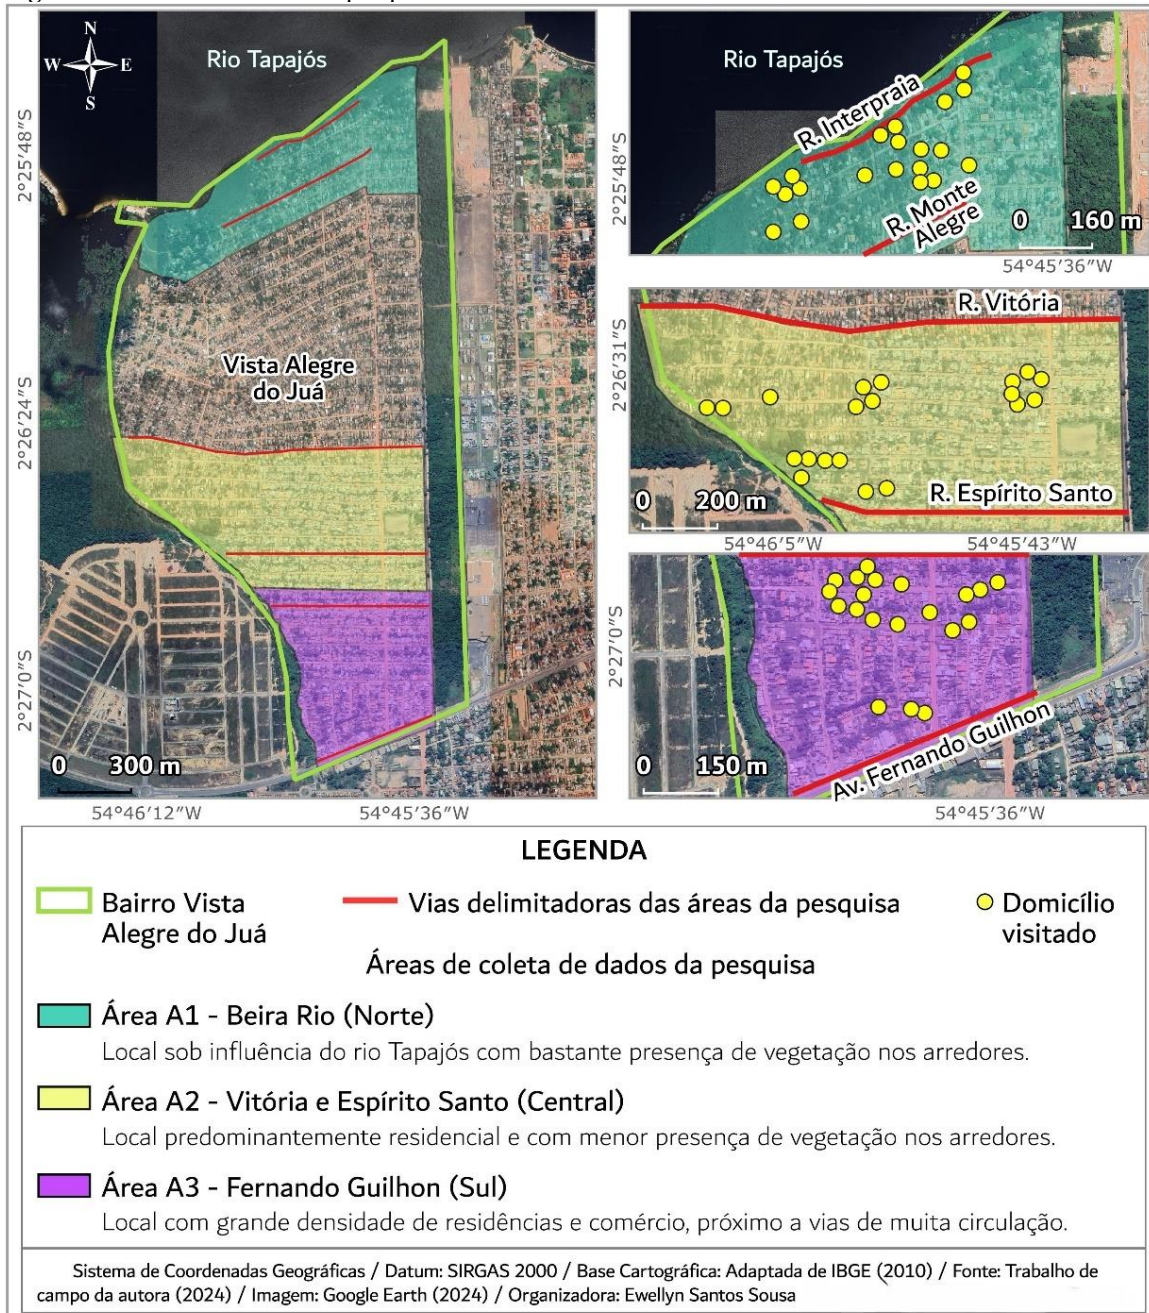 N
W E
S
Rio Tapajós
2°25'48"S
2°26'24"S
2°27'0"S
Vista Alegre
do Juá
0 300 m
54°46'12"W 54°45'36"W
Rio Tapajós
R. Interpraia
R. Monte
Alegre
0 160 m
2°25'48"S
54°45'36"W
R. Vitória
2°26'31"S
R. Espírito Santo
0 200 m
54°46'5"W 54°45'43"W
2°27'0"S
Av. Fernando Guilhon
0 150 m
54°45'36"W
LEGENDA
Bairro Vista
Alegre do Juá
Vias delimitadoras das áreas da pesquisa
Domicílio
visitado
Áreas de coleta de dados da pesquisa
Área A1 - Beira Rio (Norte)
Local sob influência do rio Tapajós com bastante presença de vegetação nos arredores.
Área A2 - Vitória e Espírito Santo (Central)
Local predominantemente residencial e com menor presença de vegetação nos arredores.
Área A3 - Fernando Guilhon (Sul)
Local com grande densidade de residências e comércio, próximo a vias de muita circulação.
Sistema de Coordenadas Geográficas / Datum: SIRGAS 2000 / Base Cartográfica: Adaptada de IBGE (2010) / Fonte: Trabalho de
campo da autora (2024) / Imagem: Google Earth (2024) / Organizadora: Ewellyn Santos Sousa